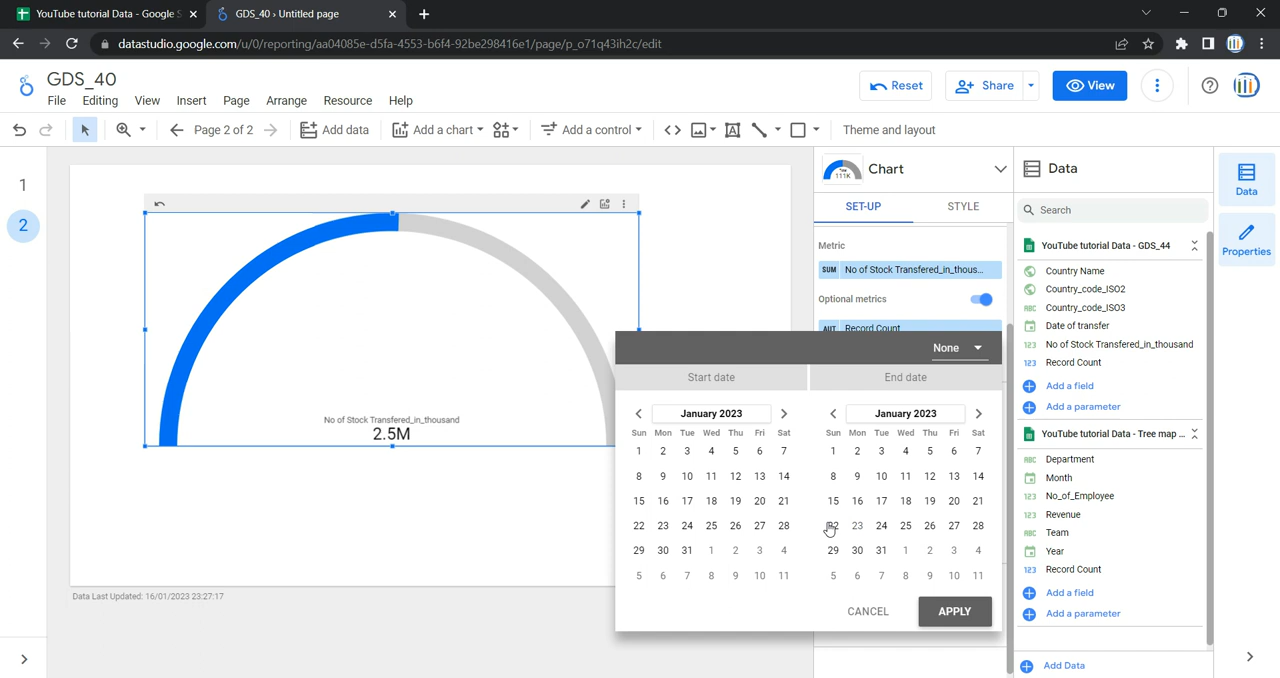 YouTube tutorial Data - Google S
GDS_40 › Untitled page
datastudio.google.com/u/0/reporting/aa04085e-d5fa-4553-b6f4-92be298416e1/page/p_o71q43ih2c/edit
GDS_40
File Editing View Insert Page Arrange Resource Help
Reset
Share
View
Page 2 of 2
Add data
Add a chart
Add a control
Theme and layout
1
2
No of Stock Transfered_in_thousand
2.5M
Data Last Updated: 16/01/2023 23:27:17
Chart
SET-UP STYLE
Metric
SUM No of Stock Transfered_in_thous...
Optional metrics
AUT Record Count
None
Start date End date
January 2023 January 2023
Sun Mon Tue Wed Thu Fri Sat Sun Mon Tue Wed Thu Fri Sat
1 2 3 4 5 6 7 1 2 3 4 5 6 7
8 9 10 11 12 13 14 8 9 10 11 12 13 14
15 16 17 18 19 20 21 15 16 17 18 19 20 21
22 23 24 25 26 27 28 22 23 24 25 26 27 28
29 30 31 1 2 3 4 29 30 31 1 2 3 4
5 6 7 8 9 10 11 5 6 7 8 9 10 11
CANCEL APPLY
Data
Search
YouTube tutorial Data - GDS_44
Country Name
Country_code_ISO2
ABC Country_code_ISO3
Date of transfer
123 No of Stock Transfered_in_thousand
123 Record Count
Add a field
Add a parameter
YouTube tutorial Data - Tree map ...
ABC Department
Month
123 No_of_Employee
123 Revenue
ABC Team
Year
123 Record Count
Add a field
Add a parameter
Add Data
Data
Properties